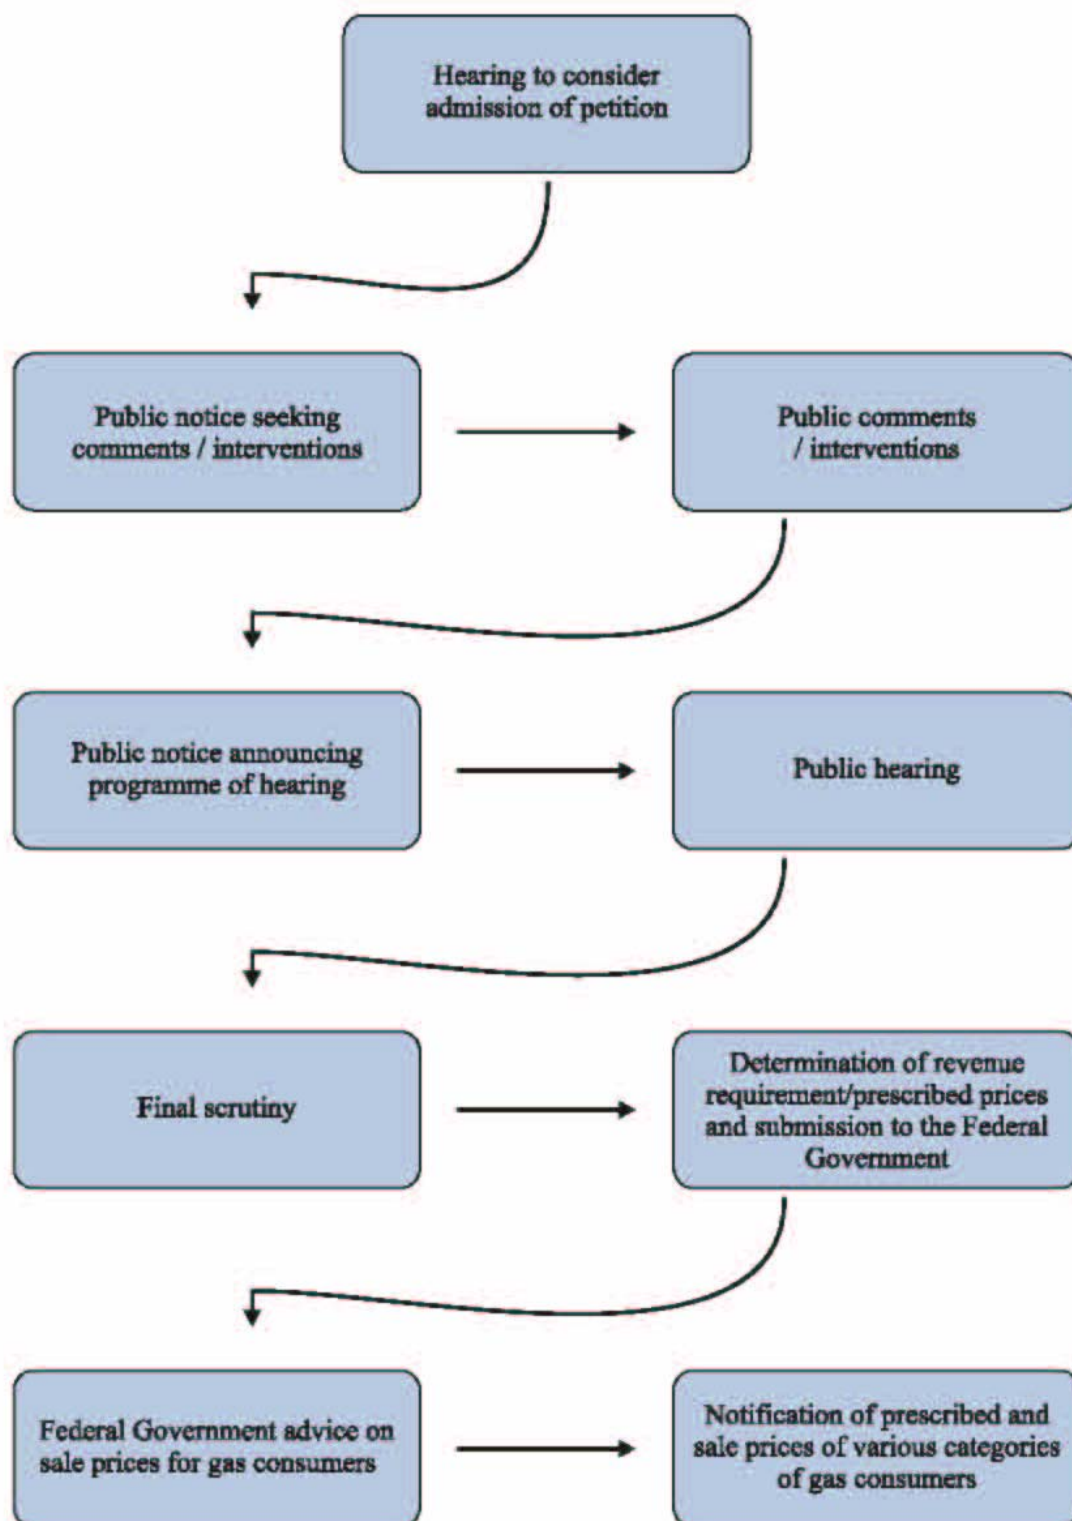 Hearing to consider
admission of petition
Public notice seeking
comments / interventions
Public comments
/ interventions
Public notice announcing
programme of hearing
Public hearing
Final scrutiny
Determination of revenue
requirement/prescribed prices
and submission to the Federal
Government
Federal Government advice on
sale prices for gas consumers
Notification of prescribed and
sale prices of various categories
of gas consumers